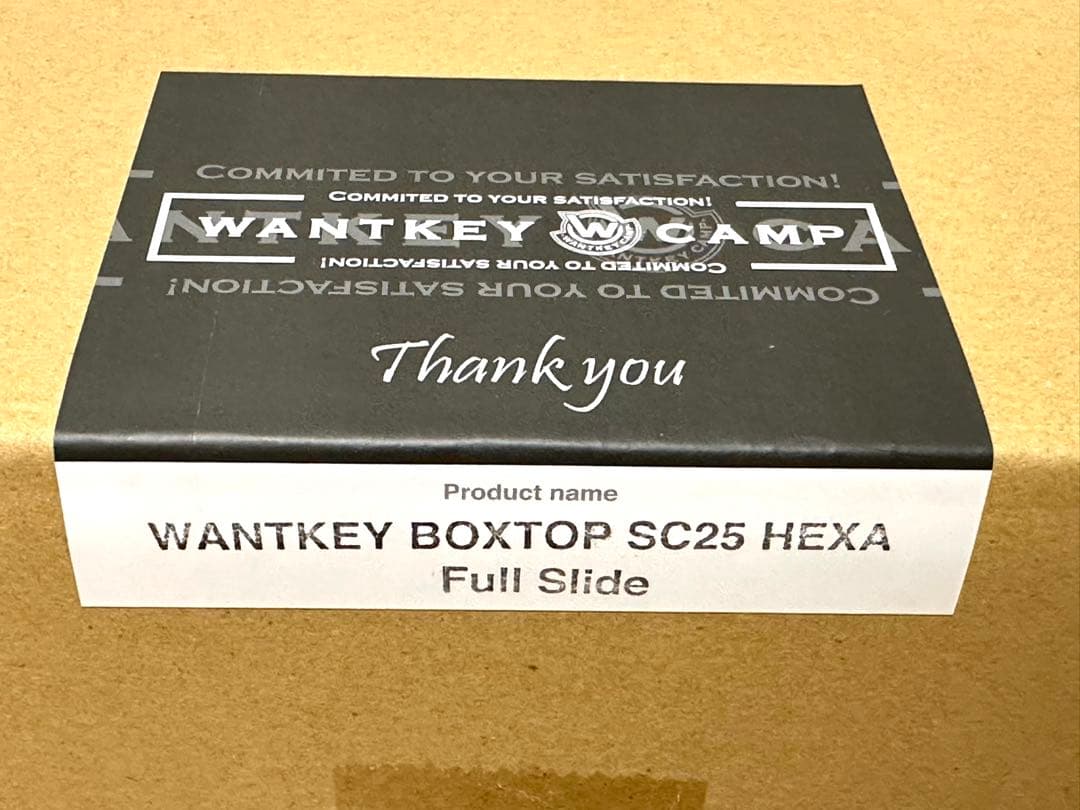 COMMITED TO YOUR SATISFACTION!
COMMITED TO YOUR SATISFACTION!
WANTKEY W CAMP
WANTKEYCAMP
COMMITED TO YOUR SATISFACTION!
COMMITED TO YOUR SATISFACTION!
Thank you
Product name
WANTKEY BOXTOP SC25 HEXA
Full Slide